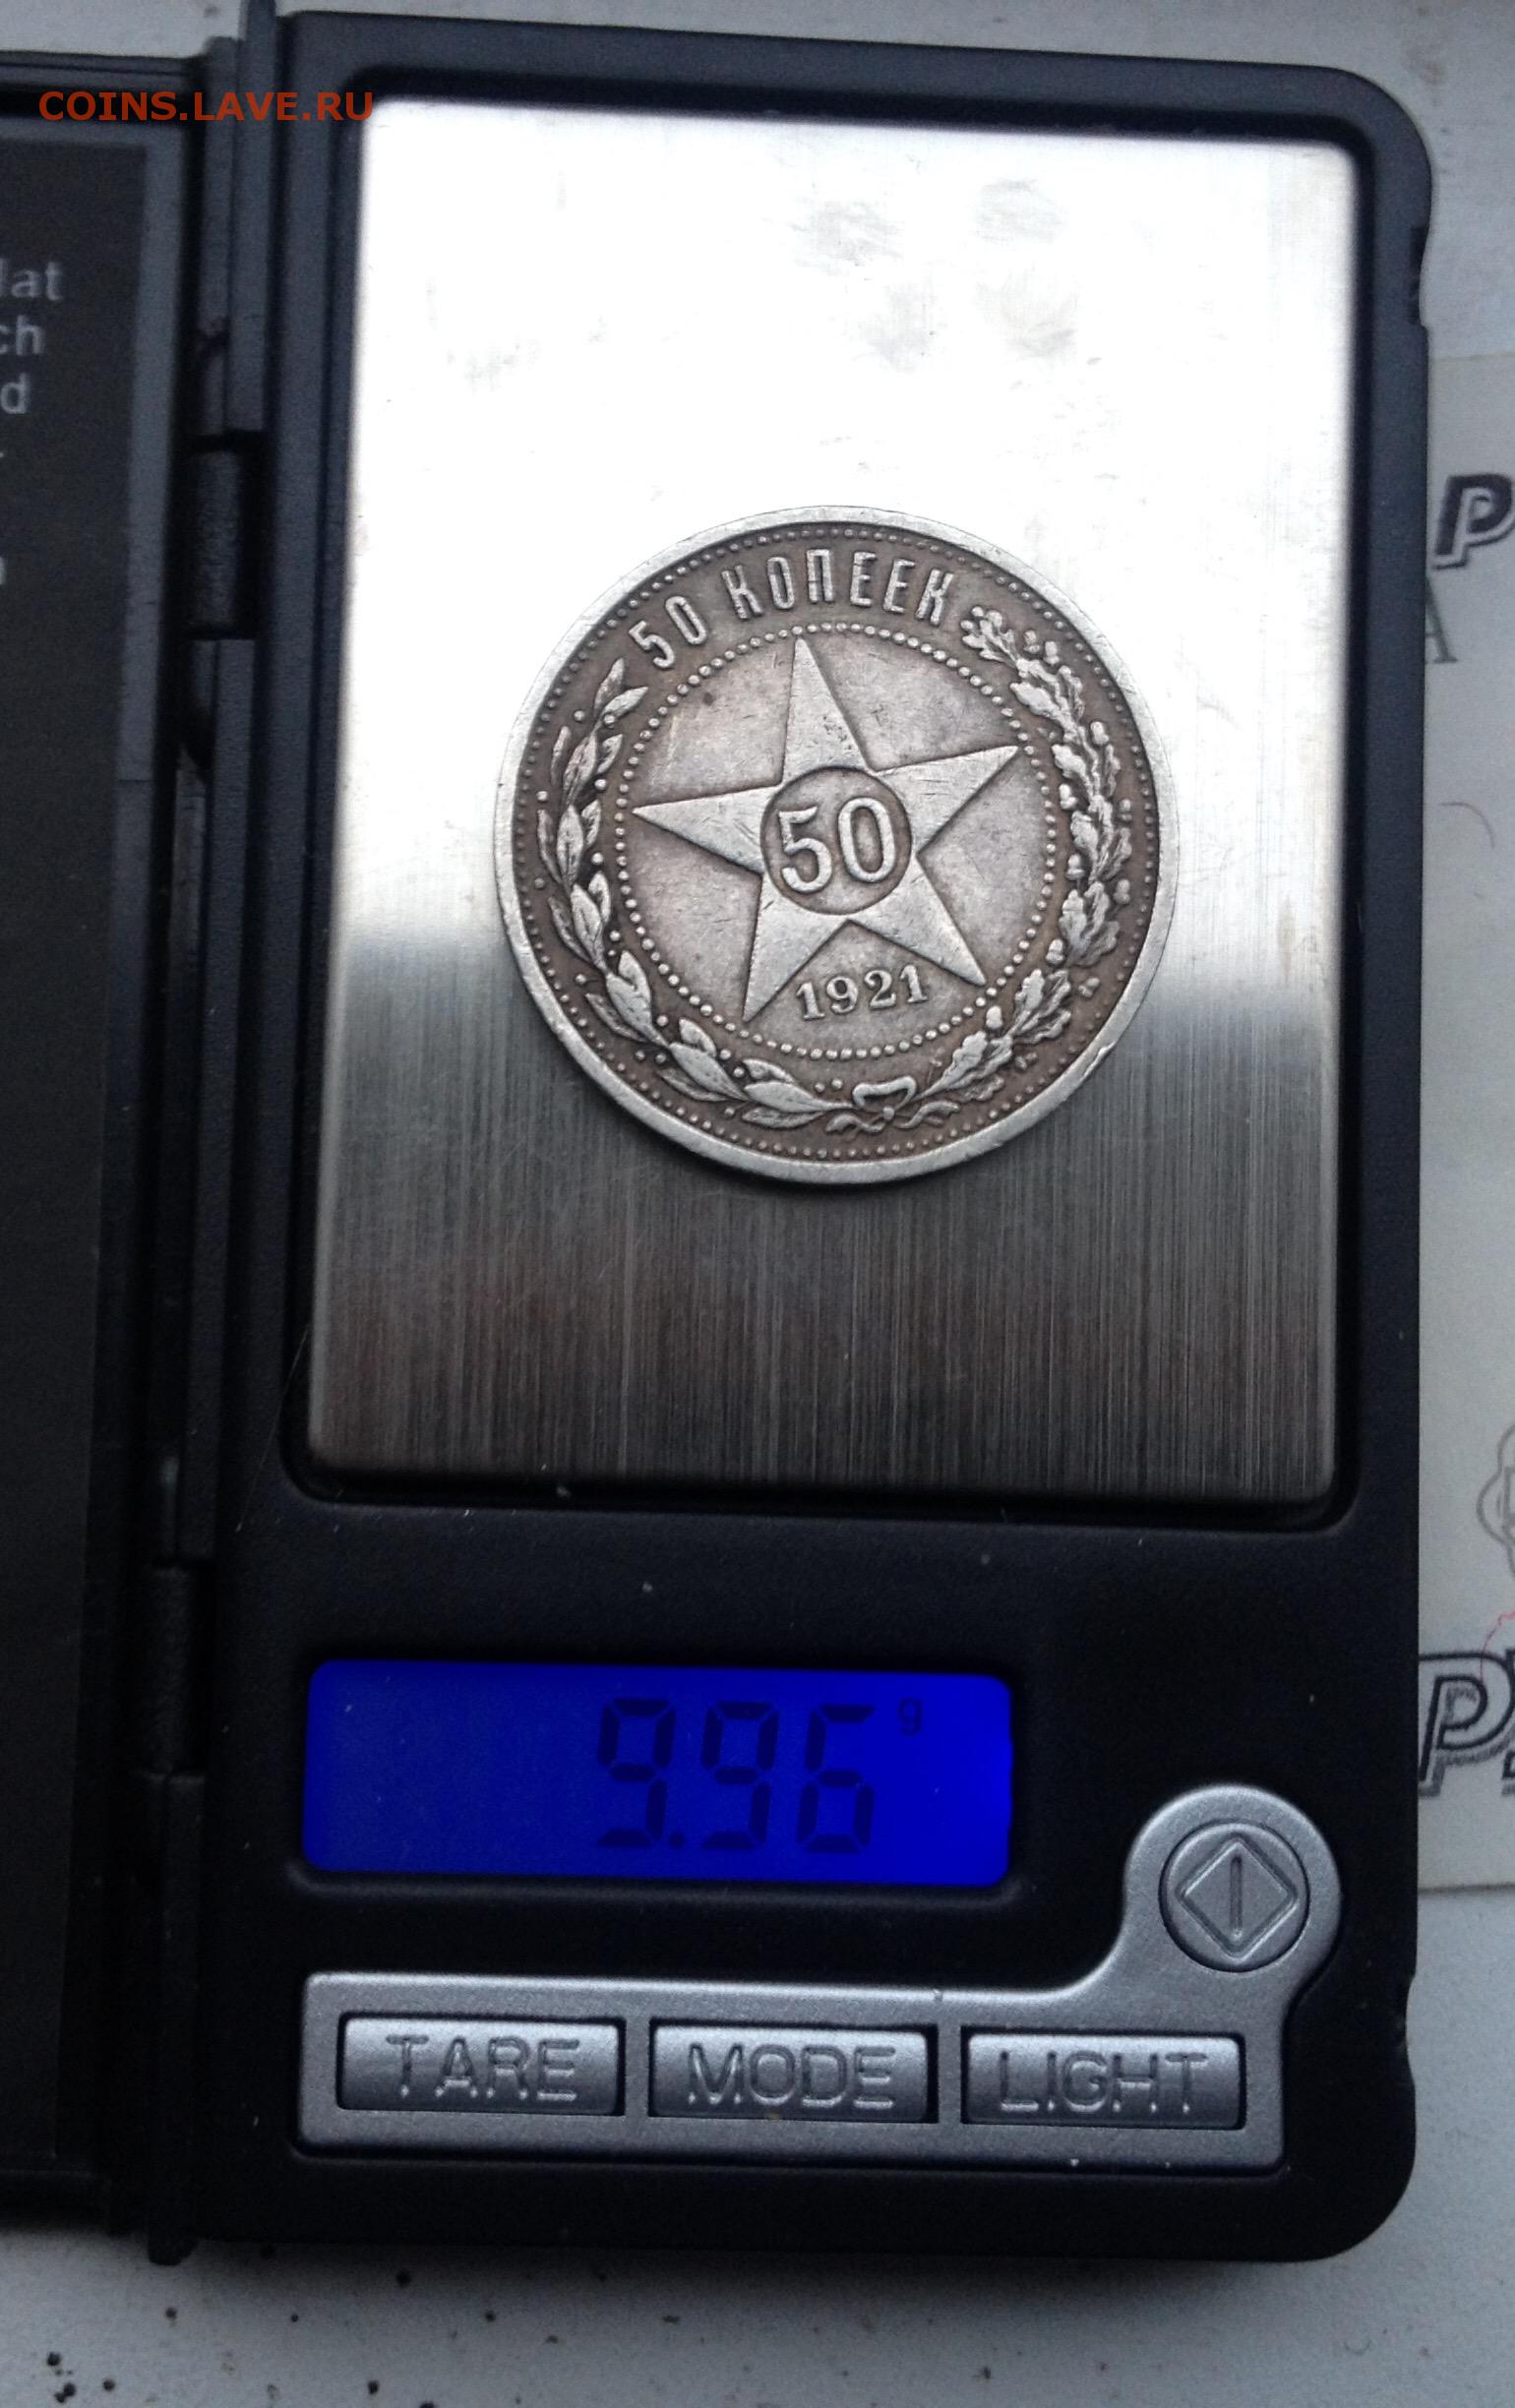 COINS.LAVE.RU
50 КОПЕЕК
50
1921
9.96 g
TARE
MODE
LIGHT